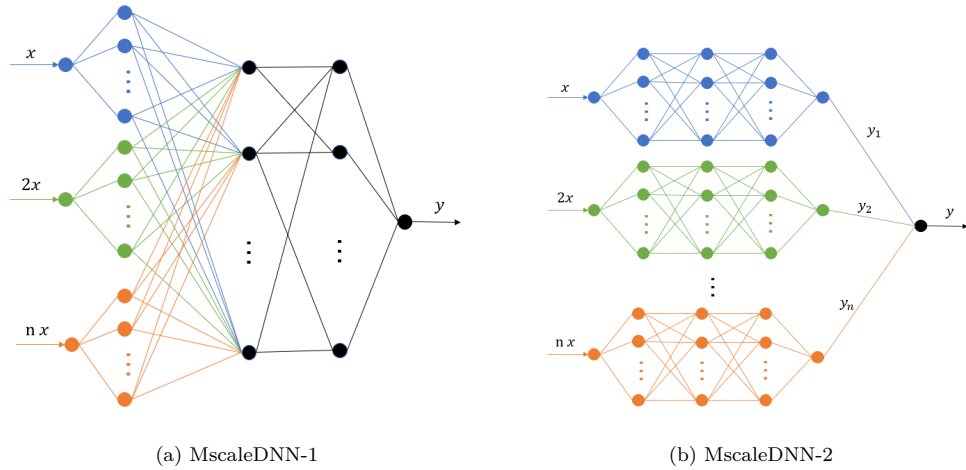 x
2x
n x
y
(a) MscaleDNN-1
x
2x
n x
y₁
y₂
yₙ
y
(b) MscaleDNN-2